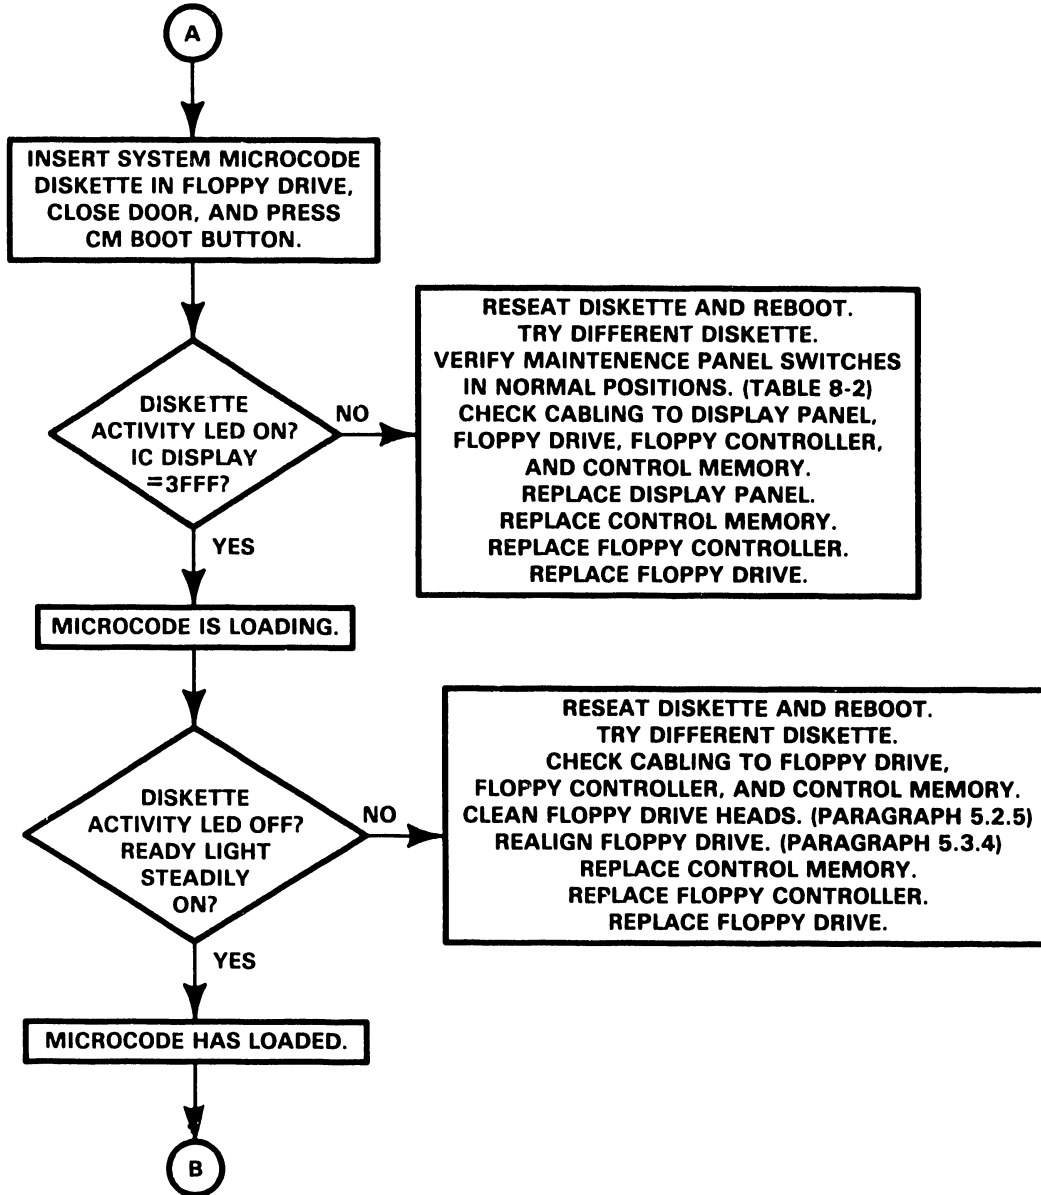 A
INSERT SYSTEM MICROCODE
DISKETTE IN FLOPPY DRIVE,
CLOSE DOOR, AND PRESS
CM BOOT BUTTON.
DISKETTE
ACTIVITY LED ON?
IC DISPLAY
=3FFF?
NO
RESEAT DISKETTE AND REBOOT.
TRY DIFFERENT DISKETTE.
VERIFY MAINTENENCE PANEL SWITCHES
IN NORMAL POSITIONS. (TABLE 8-2)
CHECK CABLING TO DISPLAY PANEL,
FLOPPY DRIVE, FLOPPY CONTROLLER,
AND CONTROL MEMORY.
REPLACE DISPLAY PANEL.
REPLACE CONTROL MEMORY.
REPLACE FLOPPY CONTROLLER.
REPLACE FLOPPY DRIVE.
YES
MICROCODE IS LOADING.
DISKETTE
ACTIVITY LED OFF?
READY LIGHT
STEADILY
ON?
NO
RESEAT DISKETTE AND REBOOT.
TRY DIFFERENT DISKETTE.
CHECK CABLING TO FLOPPY DRIVE,
FLOPPY CONTROLLER, AND CONTROL MEMORY.
CLEAN FLOPPY DRIVE HEADS. (PARAGRAPH 5.2.5)
REALIGN FLOPPY DRIVE. (PARAGRAPH 5.3.4)
REPLACE CONTROL MEMORY.
REPLACE FLOPPY CONTROLLER.
REPLACE FLOPPY DRIVE.
YES
MICROCODE HAS LOADED.
B